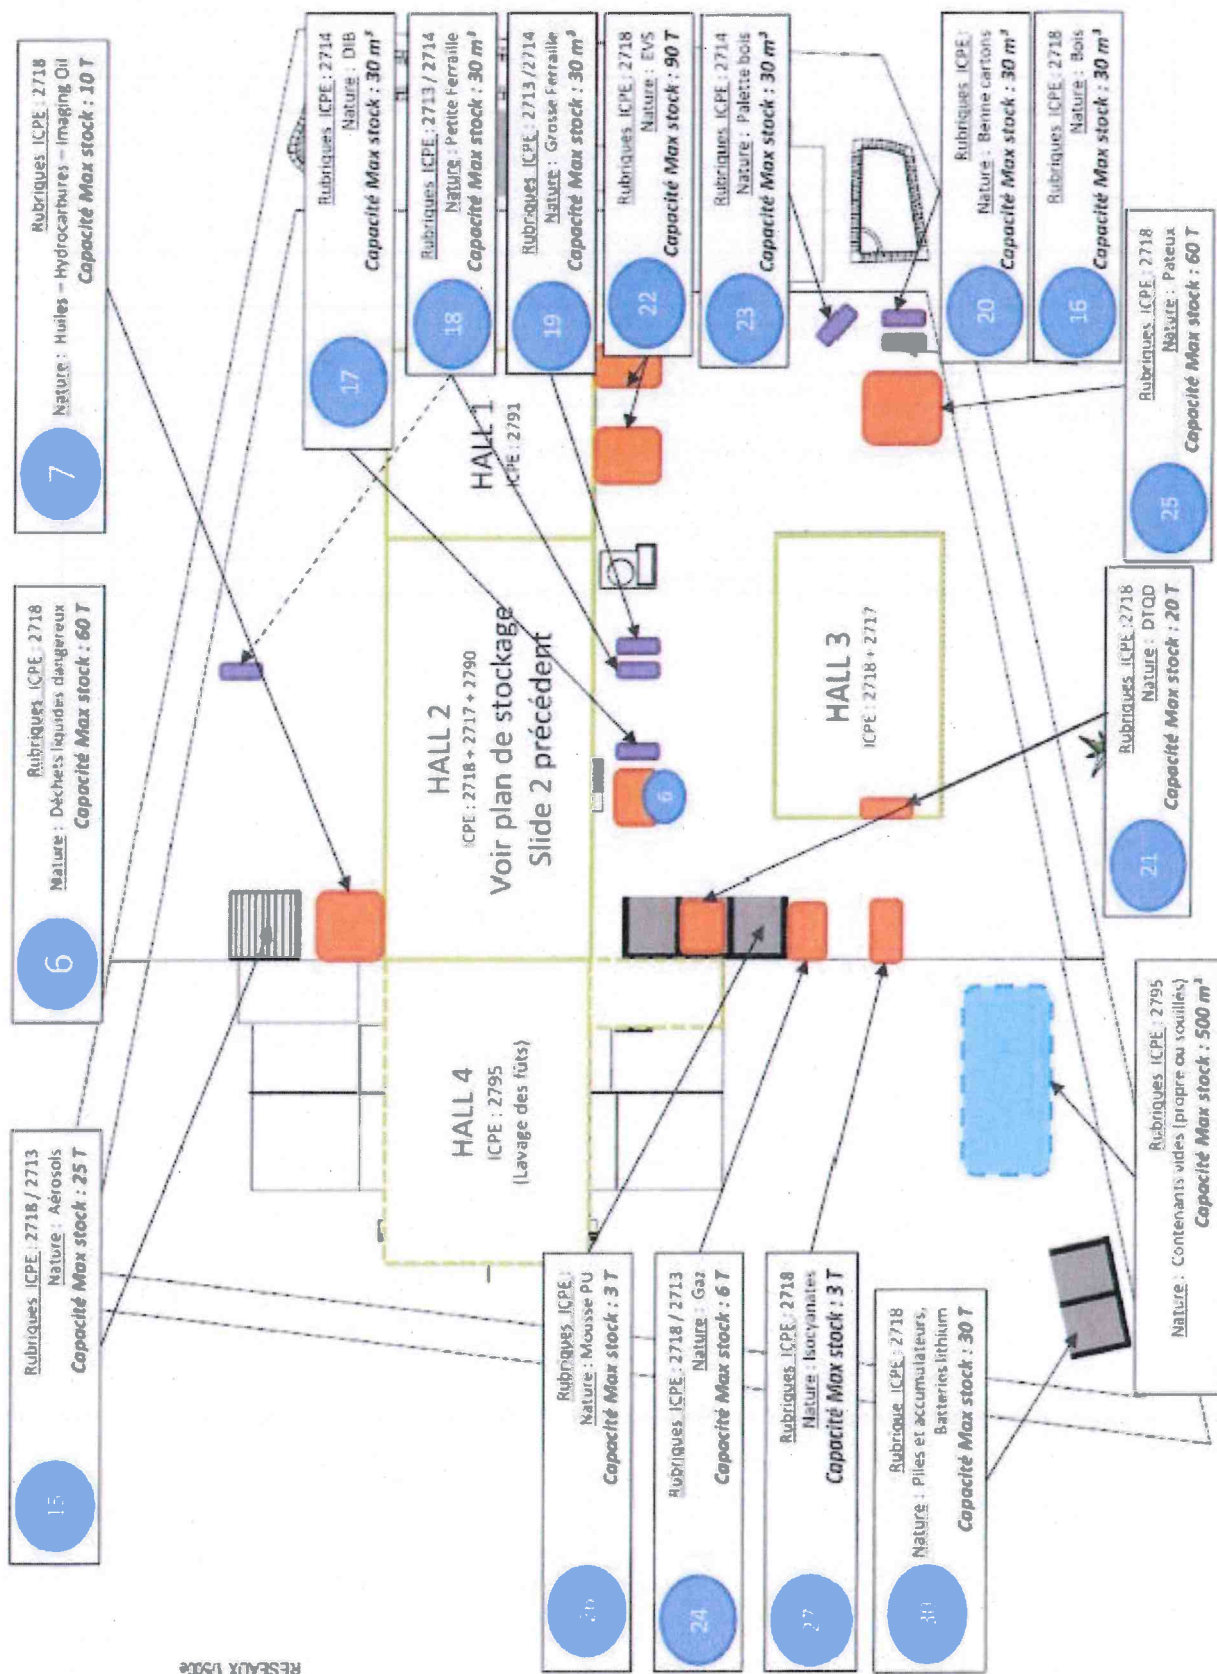 15
Rubriques ICPE : 2718 / 2713
Nature : Aérosols
Capacité Max stock : 25 T
6
Rubriques ICPE : 2718
Nature : Déchets liquides dangereux
Capacité Max stock : 60 T
7
Rubriques ICPE : 2718
Nature : Huiles – Hydrocarbures – Imaging Oil
Capacité Max stock : 10 T
17
Rubriques ICPE : 2714
Nature : DIB
Capacité Max stock : 30 m³
18
Rubriques ICPE : 2713 / 2714
Nature : Petite Ferraille
Capacité Max stock : 30 m³
19
Rubriques ICPE : 2713 / 2714
Nature : Grosse Ferraille
Capacité Max stock : 30 m³
22
Rubriques ICPE : 2718
Nature : EVS
Capacité Max stock : 90 T
23
Rubriques ICPE : 2714
Nature : Palette bois
Capacité Max stock : 30 m³
20
Rubriques ICPE :
Nature : Benne cartons
Capacité Max stock : 30 m³
16
Rubriques ICPE : 2718
Nature : Bois
Capacité Max stock : 30 m³
25
Rubriques ICPE : 2718
Nature : Pateux
Capacité Max stock : 60 T
21
Rubriques ICPE : 2718
Nature : DTQD
Capacité Max stock : 20 T
Rubriques ICPE : 2795
Nature : Contenants vides (propre ou souillés)
Capacité Max stock : 500 m³
26
Rubriques ICPE :
Nature : Mousse PU
Capacité Max stock : 3 T
24
Rubriques ICPE : 2718 / 2713
Nature : Gaz
Capacité Max stock : 6 T
27
Rubriques ICPE : 2718
Nature : Isocyanates
Capacité Max stock : 3 T
30
Rubrique ICPE : 2718
Nature : Piles et accumulateurs,
Batteries lithium
Capacité Max stock : 30 T
HALL 4
ICPE : 2795
(Lavage des fûts)
HALL 2
ICPE : 2718 + 2717 + 2790
Voir plan de stockage
Slide 2 précédent
HALL 1
ICPE : 2791
HALL 3
ICPE : 2718 + 2717
6
RESEAUX 1/500e